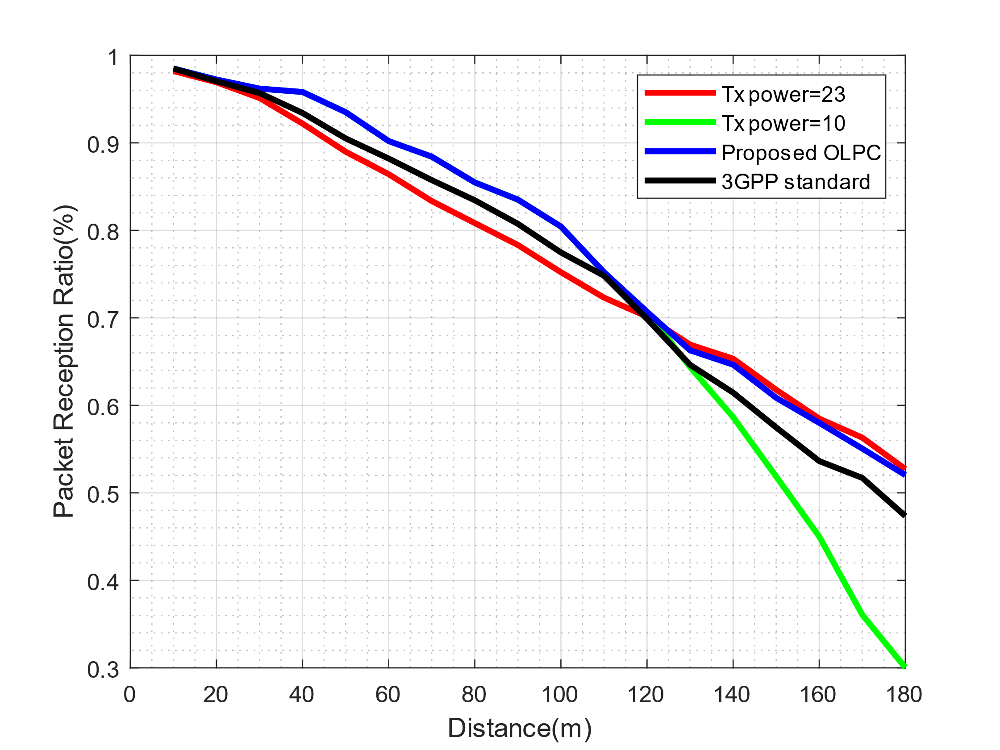 1
0.9
0.8
0.7
0.6
0.5
0.4
0.3
Packet Reception Ratio(%)
Tx power=23
Tx power=10
Proposed OLPC
3GPP standard
0 20 40 60 80 100 120 140 160 180
Distance(m)